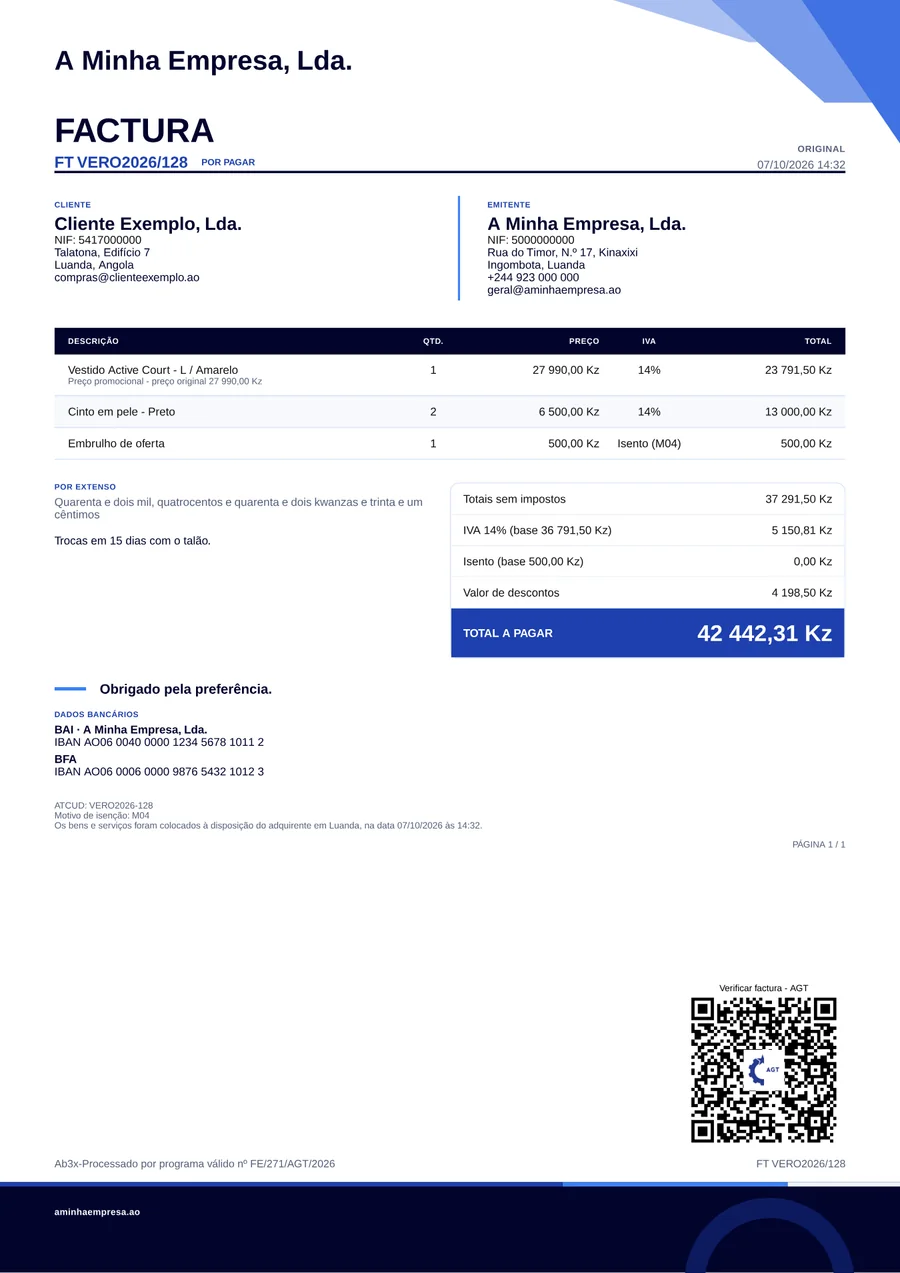 A Minha Empresa, Lda.
FACTURA
FT VERO2026/128 POR PAGAR
ORIGINAL
07/10/2026 14:32
CLIENTE
Cliente Exemplo, Lda.
NIF: 5417000000
Talatona, Edifício 7
Luanda, Angola
compras@clienteexemplo.ao
EMITENTE
A Minha Empresa, Lda.
NIF: 5000000000
Rua do Timor, N.º 17, Kinaxixi
Ingombota, Luanda
+244 923 000 000
geral@aminhaempresa.ao
DESCRIÇÃO QTD. PREÇO IVA TOTAL
Vestido Active Court - L / Amarelo 1 27 990,00 Kz 14% 23 791,50 Kz
Preço promocional - preço original 27 990,00 Kz
Cinto em pele - Preto 2 6 500,00 Kz 14% 13 000,00 Kz
Embrulho de oferta 1 500,00 Kz Isento (M04) 500,00 Kz
POR EXTENSO
Quarenta e dois mil, quatrocentos e quarenta e dois kwanzas e trinta e um
cêntimos
Trocas em 15 dias com o talão.
Totais sem impostos 37 291,50 Kz
IVA 14% (base 36 791,50 Kz) 5 150,81 Kz
Isento (base 500,00 Kz) 0,00 Kz
Valor de descontos 4 198,50 Kz
TOTAL A PAGAR 42 442,31 Kz
Obrigado pela preferência.
DADOS BANCÁRIOS
BAI · A Minha Empresa, Lda.
IBAN AO06 0040 0000 1234 5678 1011 2
BFA
IBAN AO06 0006 0000 9876 5432 1012 3
ATCUD: VERO2026-128
Motivo de isenção: M04
Os bens e serviços foram colocados à disposição do adquirente em Luanda, na data 07/10/2026 às 14:32.
PÁGINA 1 / 1
Verificar factura - AGT
AGT
Ab3x-Processado por programa válido nº FE/271/AGT/2026
FT VERO2026/128
aminhaempresa.ao